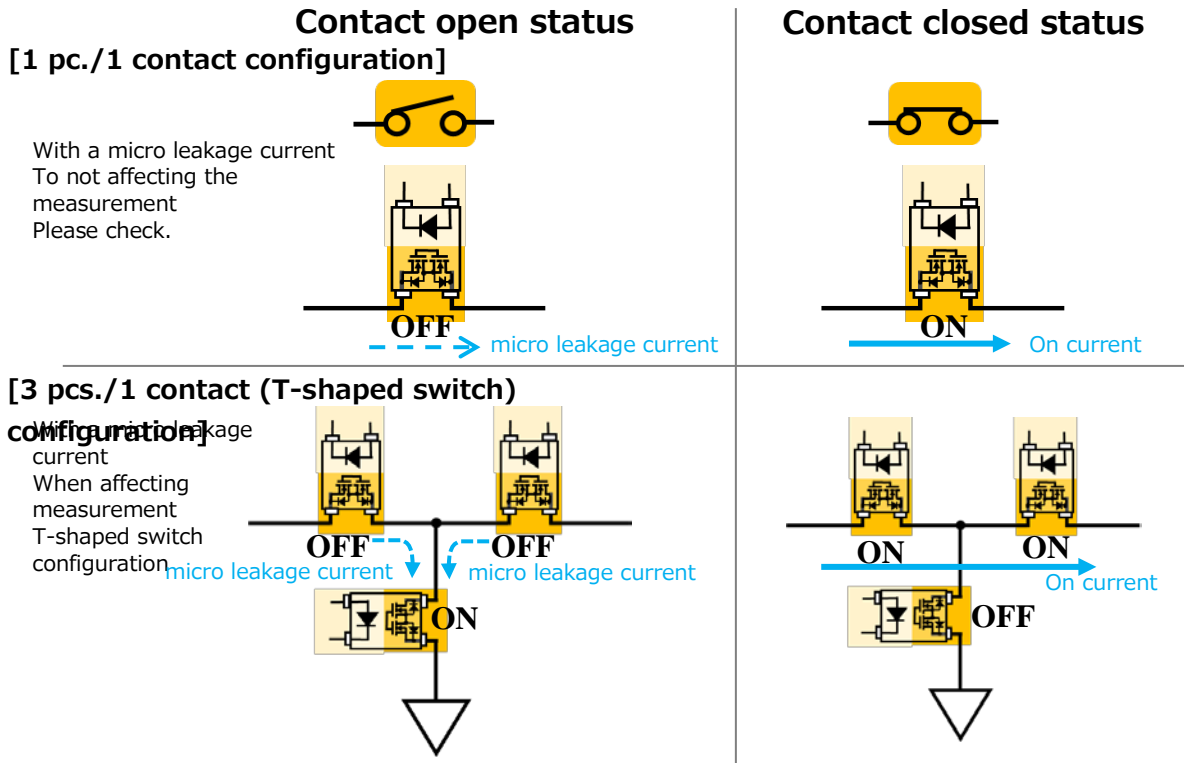 Contact open status
Contact closed status
[1 pc./1 contact configuration]
With a micro leakage current
To not affecting the
measurement
Please check.
OFF
micro leakage current
ON
On current
[3 pcs./1 contact (T-shaped switch)
configuration]
With a micro leakage
current
When affecting
measurement
T-shaped switch
configuration
OFF
OFF
micro leakage current
micro leakage current
ON
ON
ON
On current
OFF